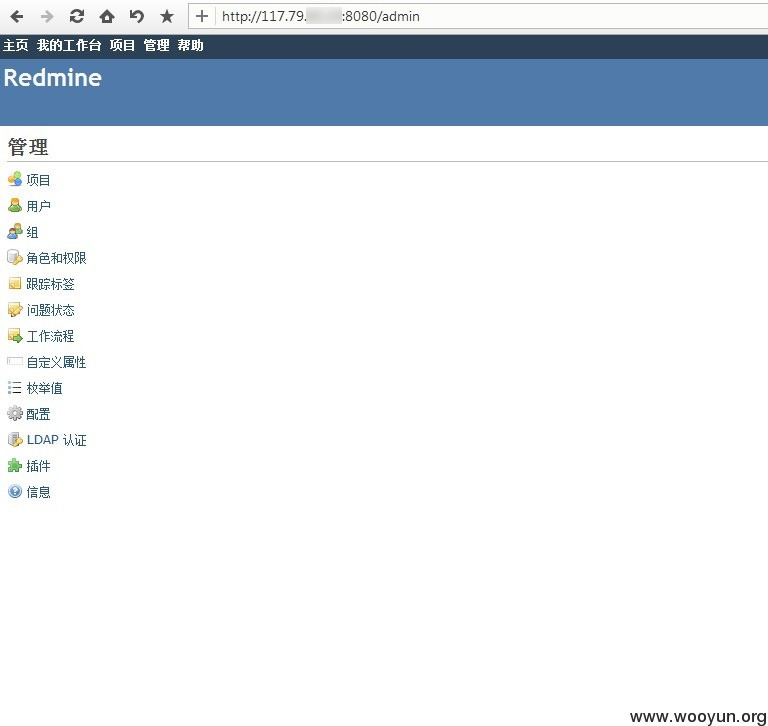 http://117.79. :8080/admin
主页 我的工作台 项目 管理 帮助
Redmine
管理
项目
用户
组
角色和权限
跟踪标签
问题状态
工作流程
自定义属性
枚举值
配置
LDAP 认证
插件
信息
www.wooyun.org